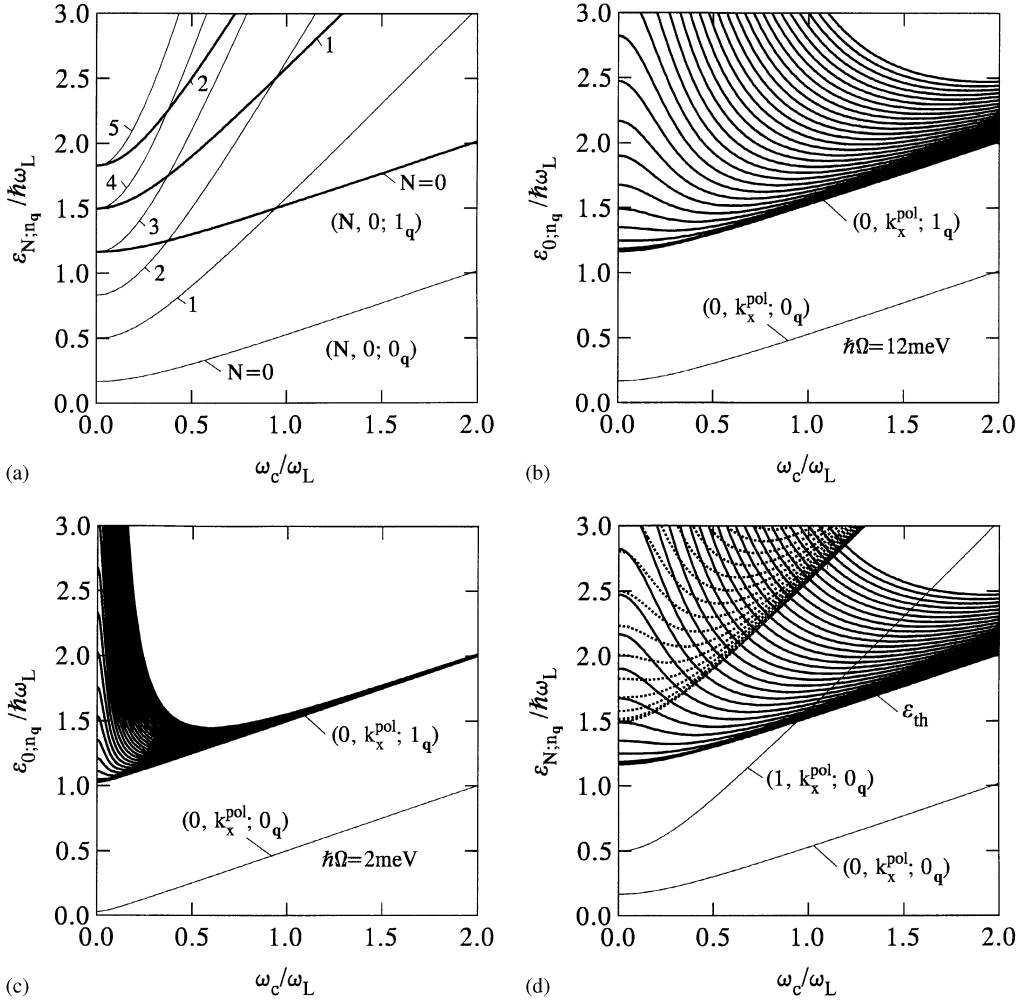 3.0
2.5
2.0
1.5
1.0
0.5
0.0
ε_{N;n_q}/ħω_L
5
4
3
2
1
2
1
N=0
(N, 0; 1_q)
(N, 0; 0_q)
N=0
0.0 0.5 1.0 1.5 2.0
ω_c/ω_L
(a)
3.0
2.5
2.0
1.5
1.0
0.5
0.0
ε_{0;n_q}/ħω_L
(0, k_x^{pol}; 1_q)
(0, k_x^{pol}; 0_q)
ħΩ=12meV
0.0 0.5 1.0 1.5 2.0
ω_c/ω_L
(b)
3.0
2.5
2.0
1.5
1.0
0.5
0.0
ε_{0;n_q}/ħω_L
(0, k_x^{pol}; 1_q)
(0, k_x^{pol}; 0_q)
ħΩ=2meV
0.0 0.5 1.0 1.5 2.0
ω_c/ω_L
(c)
3.0
2.5
2.0
1.5
1.0
0.5
0.0
ε_{N;n_q}/ħω_L
ε_{th}
(1, k_x^{pol}; 0_q)
(0, k_x^{pol}; 0_q)
0.0 0.5 1.0 1.5 2.0
ω_c/ω_L
(d)